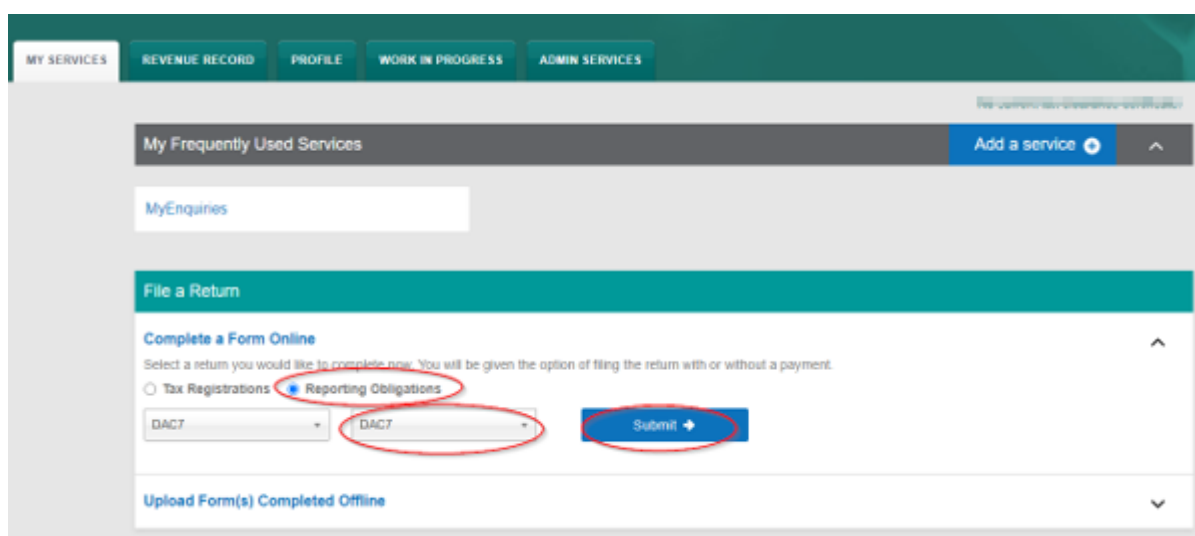 MY SERVICES REVENUE RECORD PROFILE WORK IN PROGRESS ADMIN SERVICES
My Frequently Used Services Add a service
MyEnquiries
File a Return
Complete a Form Online
Select a return you would like to complete now. You will be given the option of filing the return with or without a payment.
Tax Registrations Reporting Obligations
DAC7 DAC7 Submit
Upload Form(s) Completed Offline